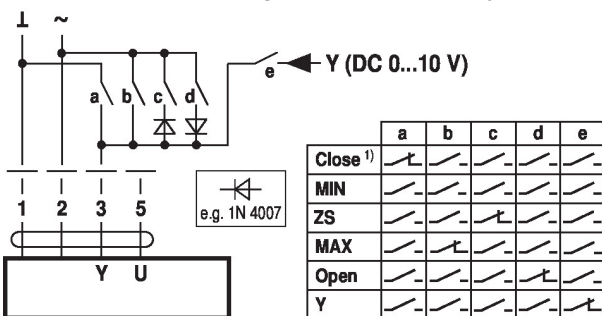 ⊥ ~
e Y (DC 0...10 V)
a b c d
e.g. 1N 4007
1 2 3 5
Y U
a b c d e
Close 1)
MIN
ZS
MAX
Open
Y